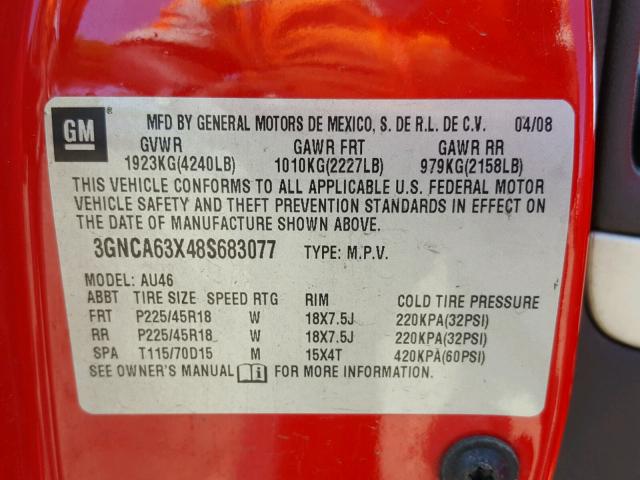 GM
MFD BY GENERAL MOTORS DE MEXICO, S. DE R.L. DE C.V. 04/08
GVWR GAWR FRT GAWR RR
1923KG(4240LB) 1010KG(2227LB) 979KG(2158LB)
THIS VEHICLE CONFORMS TO ALL APPLICABLE U.S. FEDERAL MOTOR
VEHICLE SAFETY AND THEFT PREVENTION STANDARDS IN EFFECT ON
THE DATE OF MANUFACTURE SHOWN ABOVE.
3GNCA63X48S683077 TYPE: M.P.V.
MODEL: AU46
ABBT TIRE SIZE SPEED RTG RIM COLD TIRE PRESSURE
FRT P225/45R18 W 18X7.5J 220KPA(32PSI)
RR P225/45R18 W 18X7.5J 220KPA(32PSI)
SPA T115/70D15 M 15X4T 420KPA(60PSI)
SEE OWNER'S MANUAL i FOR MORE INFORMATION.